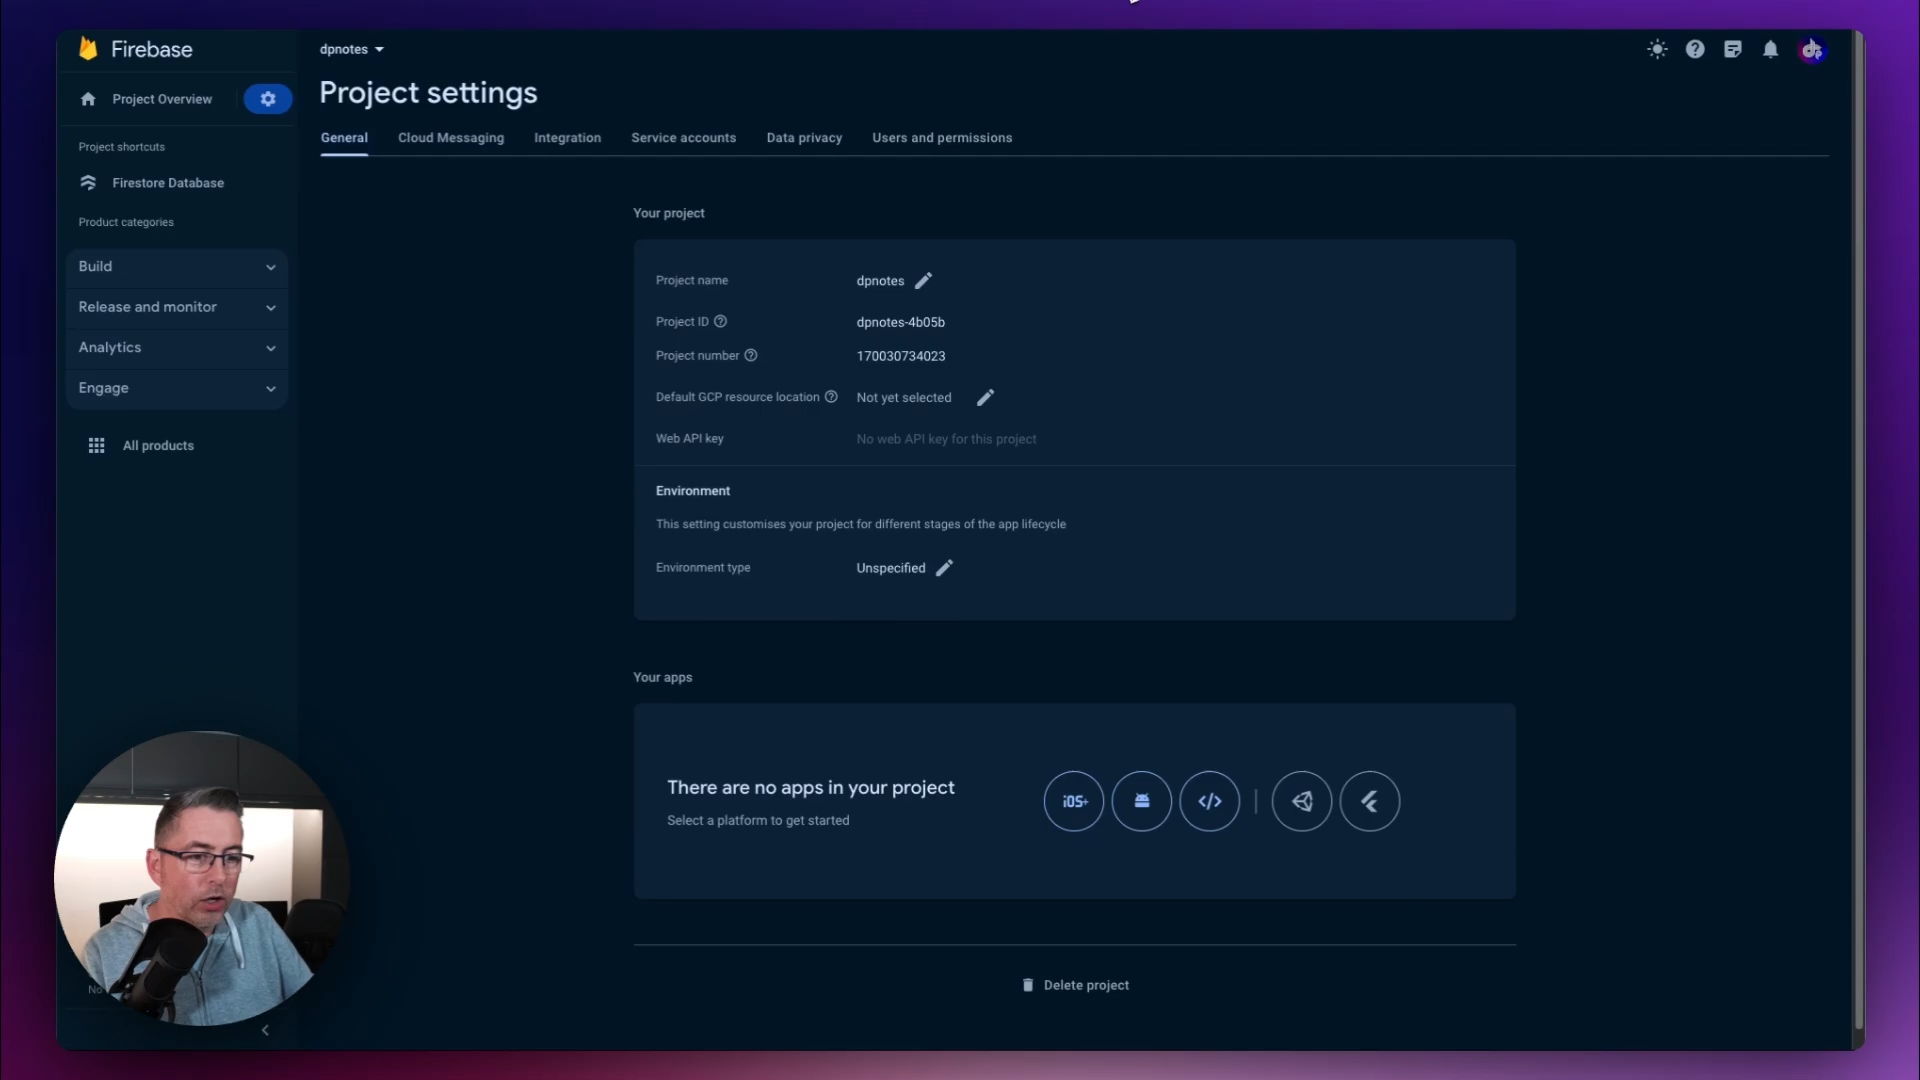 Firebase
dpnotes
Project Overview
Project settings
General Cloud Messaging Integration Service accounts Data privacy Users and permissions
Project shortcuts
Firestore Database
Product categories
Build
Release and monitor
Analytics
Engage
All products
No
Your project
Project name dpnotes
Project ID dpnotes-4b05b
Project number 170030734023
Default GCP resource location Not yet selected
Web API key No web API key for this project
Environment
This setting customises your project for different stages of the app lifecycle
Environment type Unspecified
Your apps
There are no apps in your project
Select a platform to get started
iOS+
Delete project